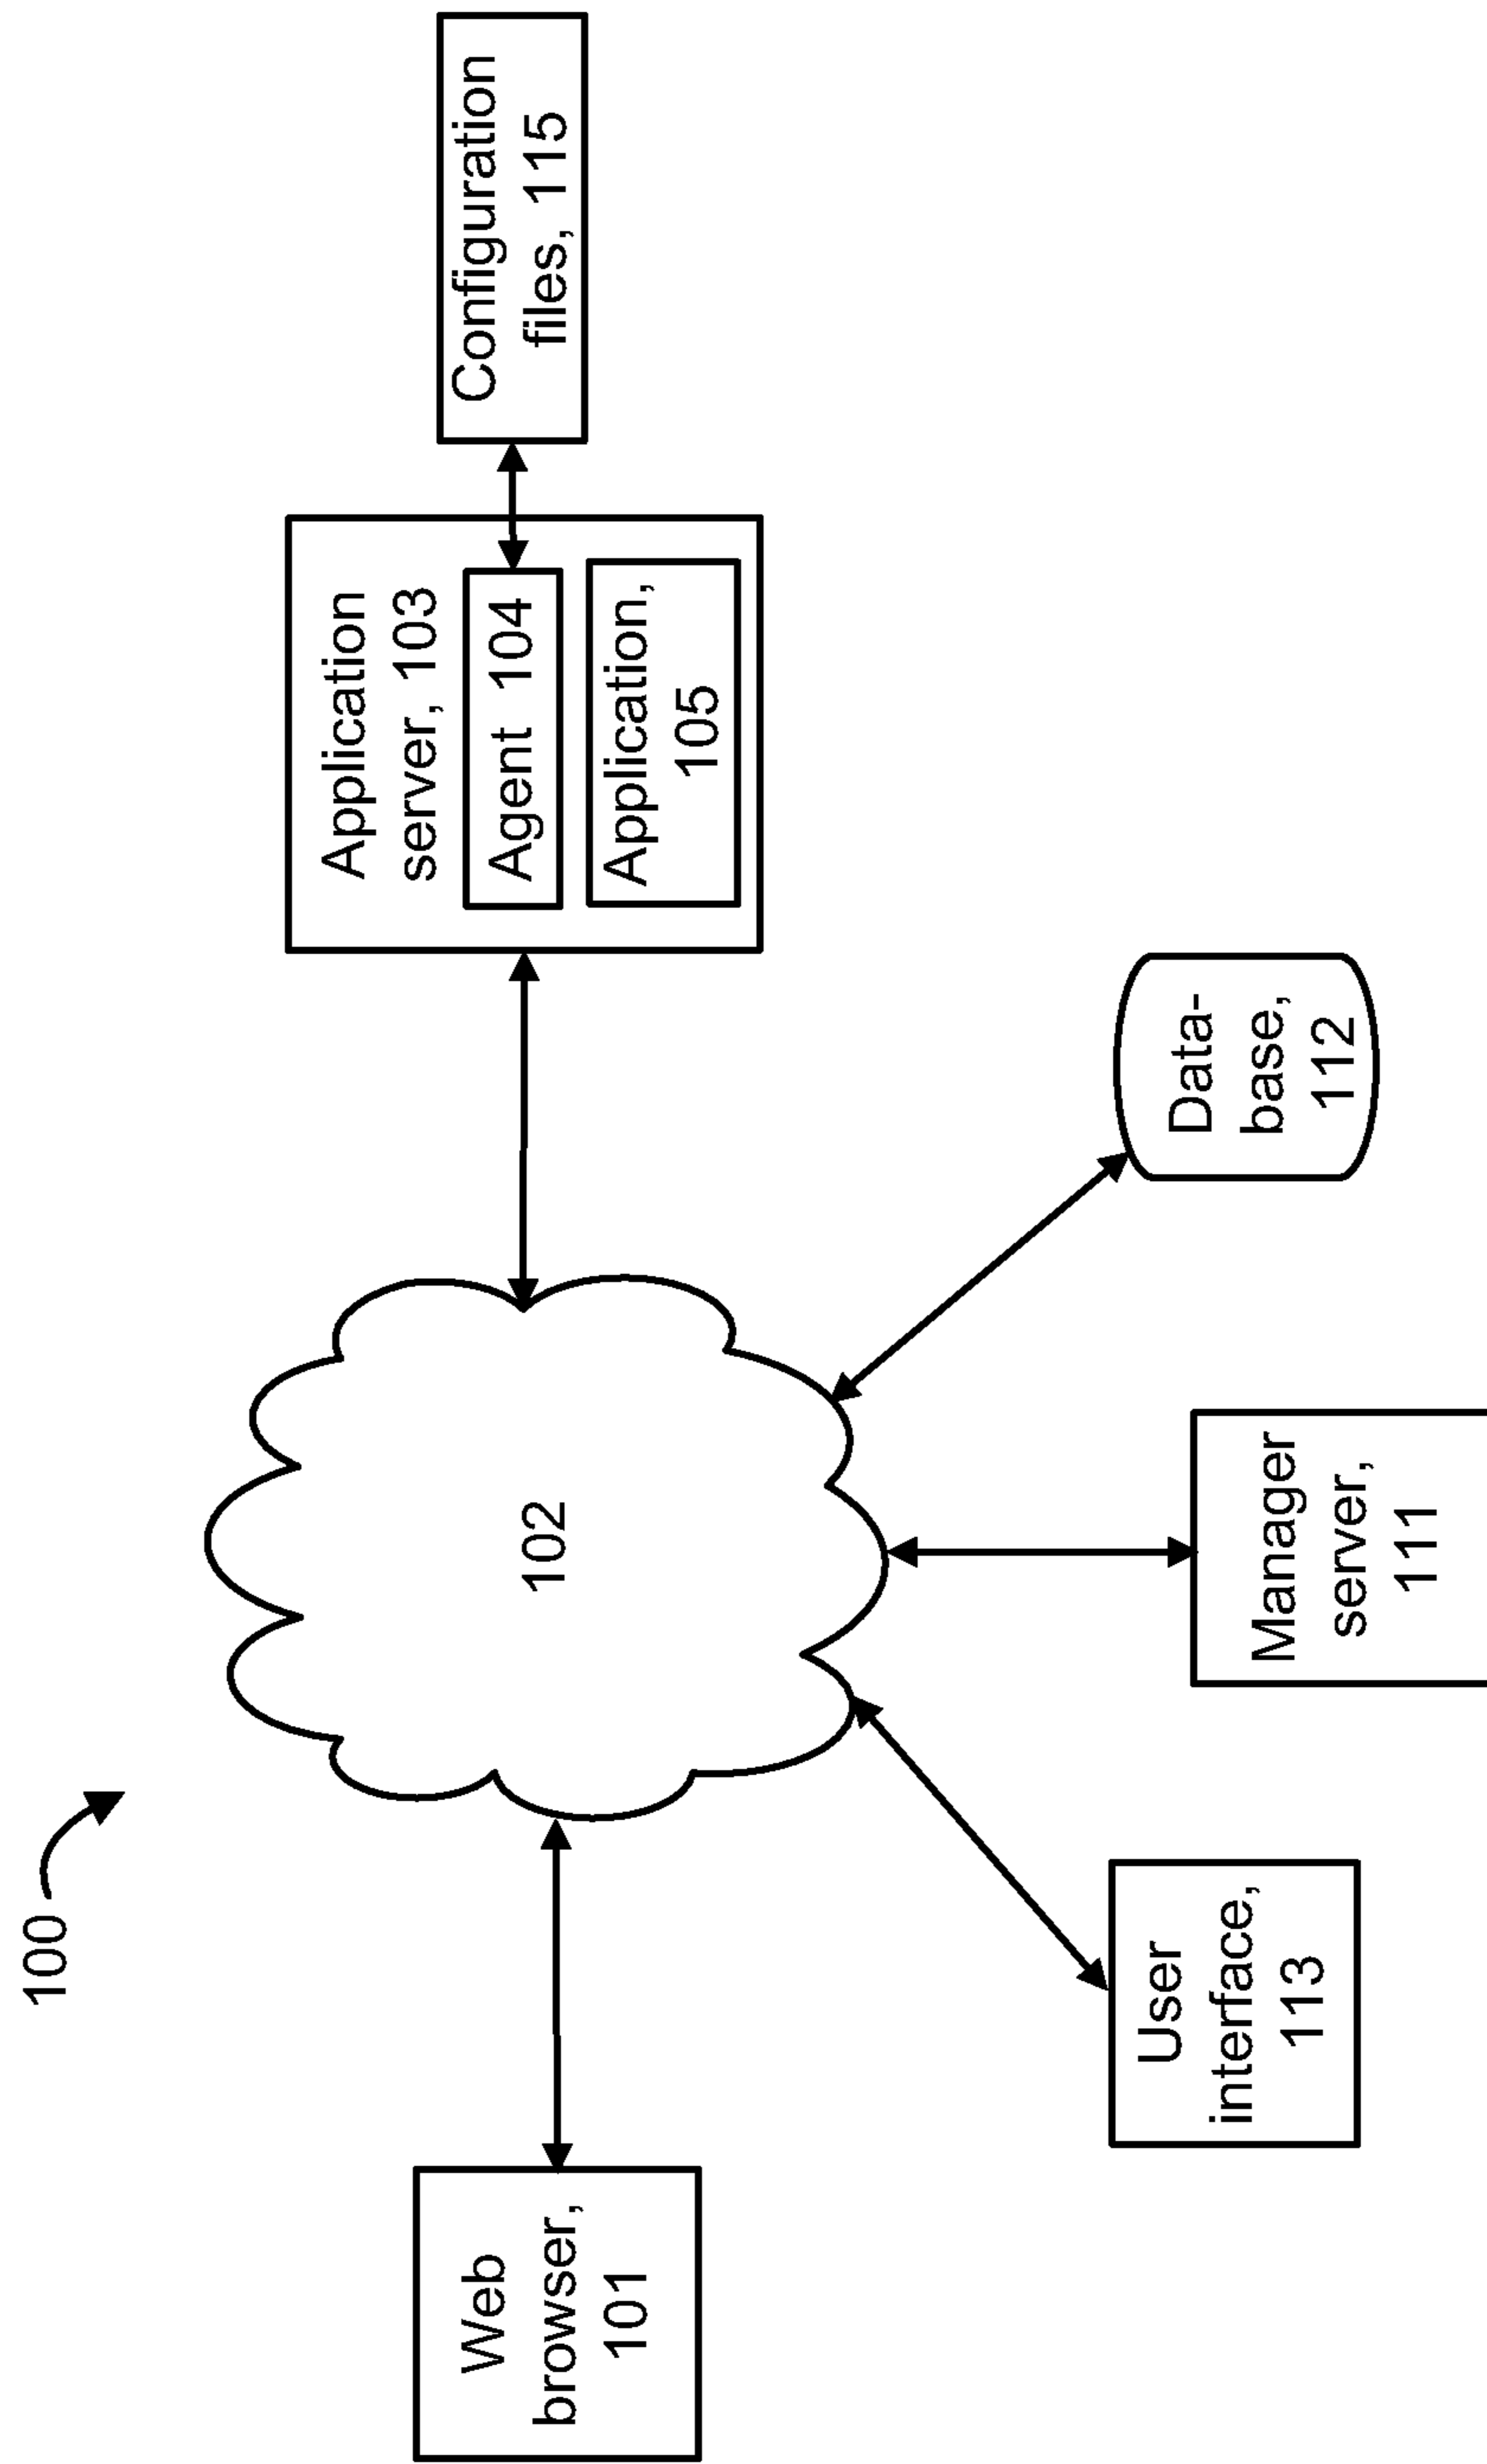 100
Web
browser,
101
102
Application
server, 103
Agent 104
Application,
105
Configuration
files, 115
User
interface,
113
Manager
server,
111
Data-
base,
112